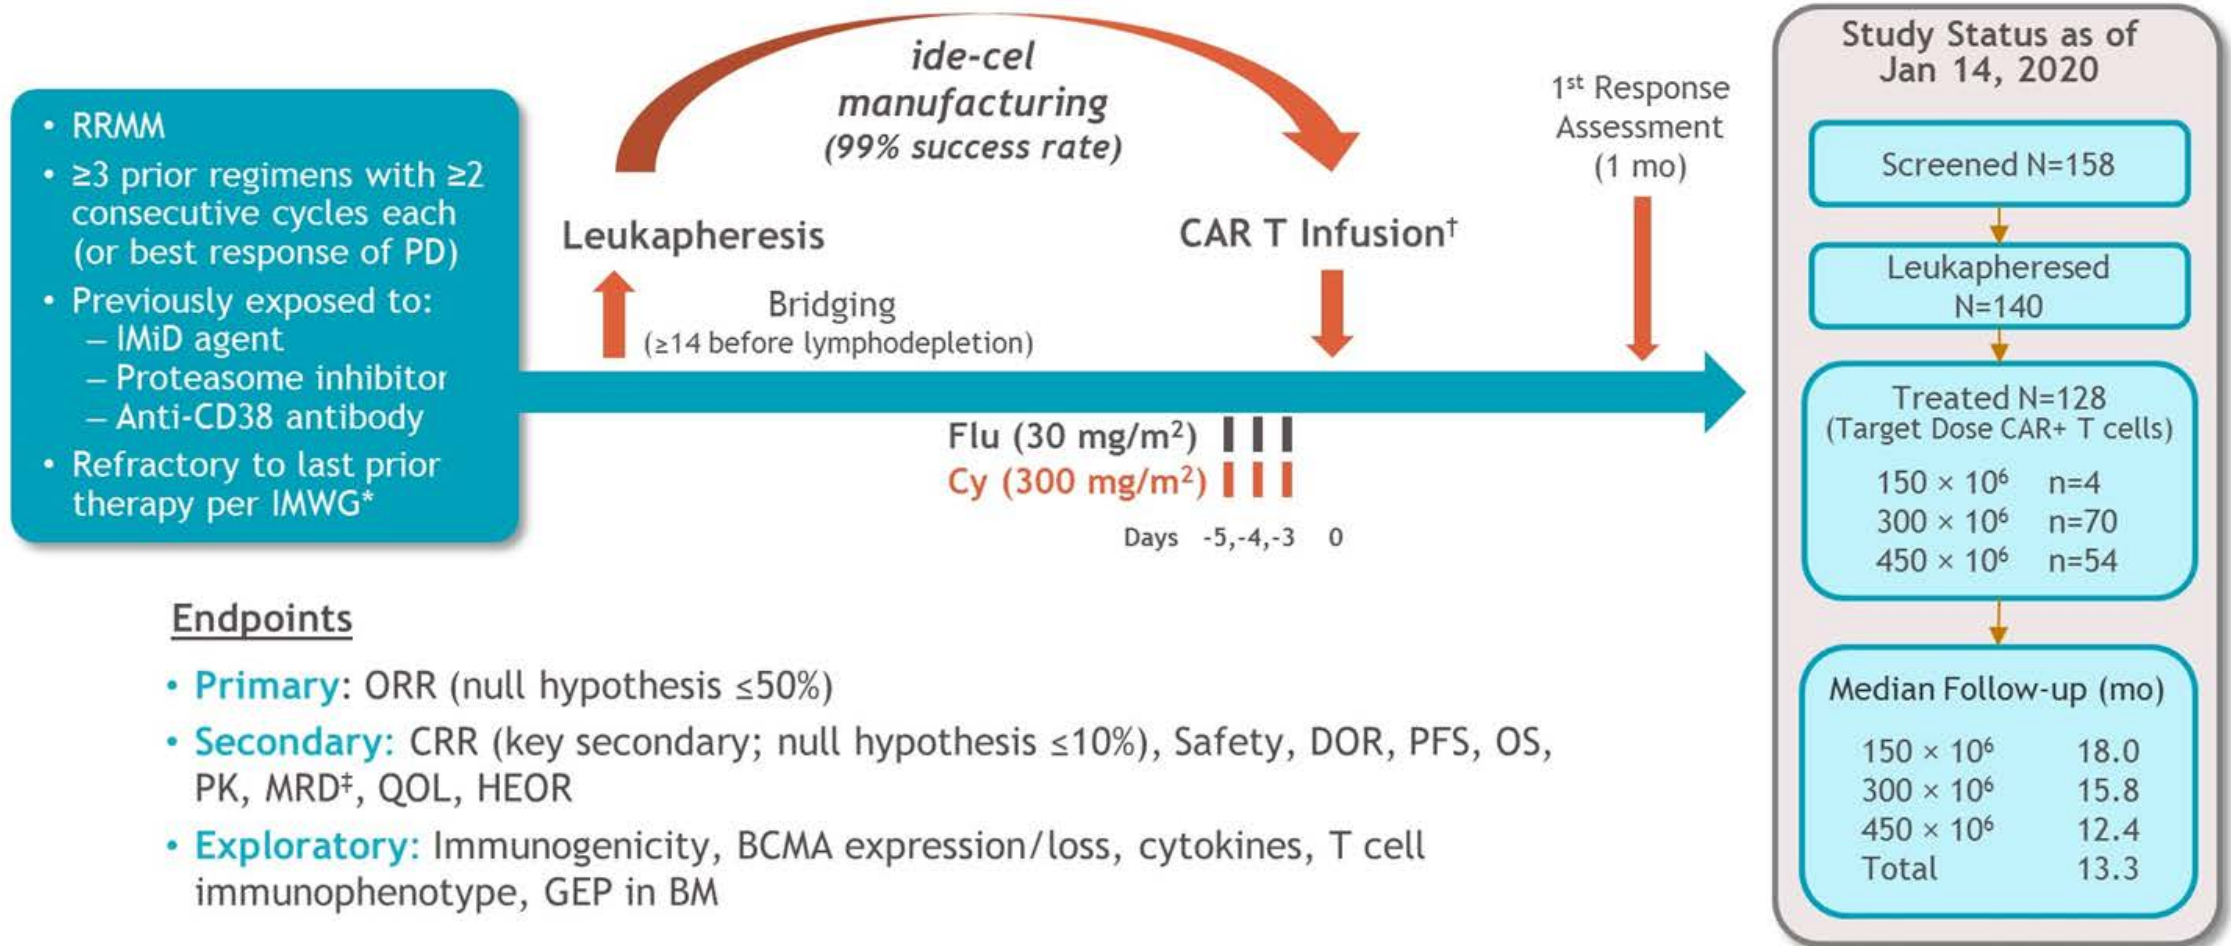 • RRMM
• ≥3 prior regimens with ≥2
consecutive cycles each
(or best response of PD)
• Previously exposed to:
– IMiD agent
– Proteasome inhibitor
– Anti-CD38 antibody
• Refractory to last prior
therapy per IMWG*
ide-cel
manufacturing
(99% success rate)
Leukapheresis
Bridging
(≥14 before lymphodepletion)
CAR T Infusion†
1st Response
Assessment
(1 mo)
Flu (30 mg/m²)
Cy (300 mg/m²)
Days -5,-4,-3 0
Endpoints
• Primary: ORR (null hypothesis ≤50%)
• Secondary: CRR (key secondary; null hypothesis ≤10%), Safety, DOR, PFS, OS,
PK, MRD‡, QOL, HEOR
• Exploratory: Immunogenicity, BCMA expression/loss, cytokines, T cell
immunophenotype, GEP in BM
Study Status as of
Jan 14, 2020
Screened N=158
Leukapheresed
N=140
Treated N=128
(Target Dose CAR+ T cells)
150 × 10⁶ n=4
300 × 10⁶ n=70
450 × 10⁶ n=54
Median Follow-up (mo)
150 × 10⁶ 18.0
300 × 10⁶ 15.8
450 × 10⁶ 12.4
Total 13.3